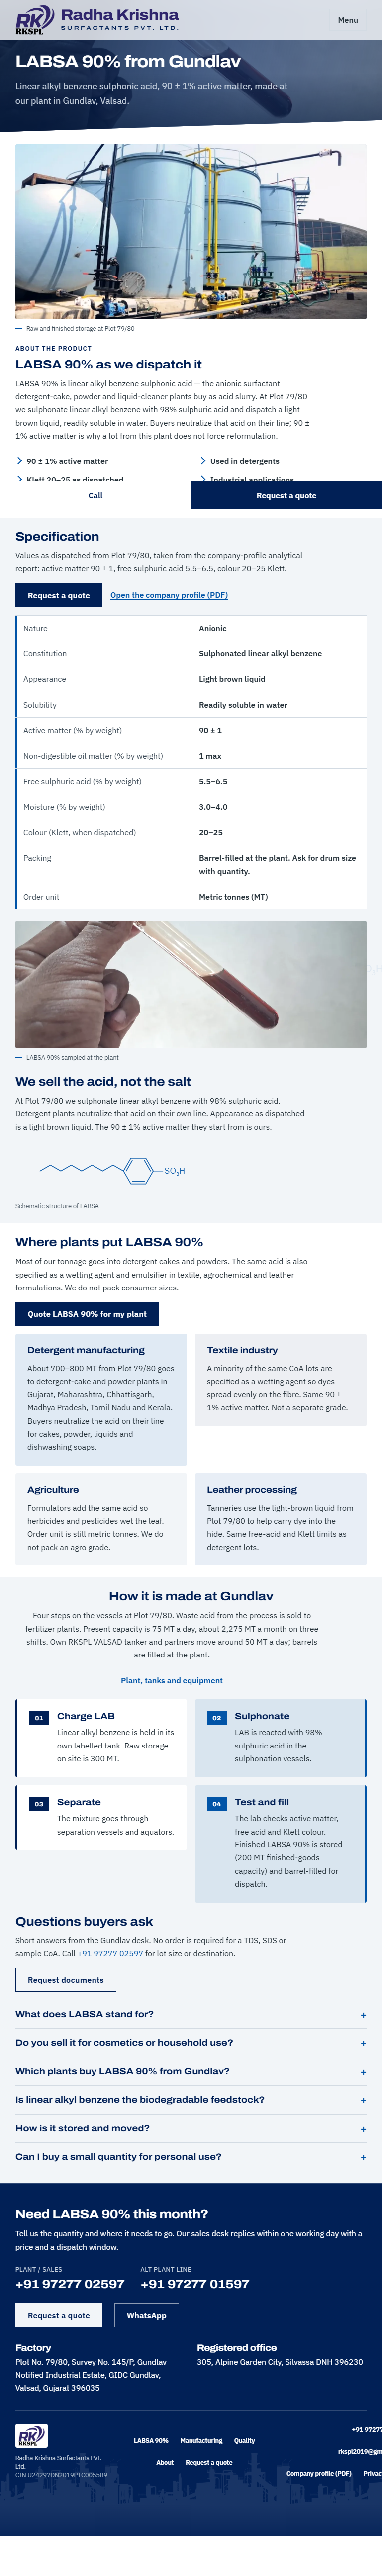 RK
RKSPL
Radha Krishna
SURFACTANTS PVT. LTD.
Menu
LABSA 90% from Gundlav
Linear alkyl benzene sulphonic acid, 90 ± 1% active matter, made at
our plant in Gundlav, Valsad.
Raw and finished storage at Plot 79/80
ABOUT THE PRODUCT
LABSA 90% as we dispatch it
LABSA 90% is linear alkyl benzene sulphonic acid — the anionic surfactant
detergent-cake, powder and liquid-cleaner plants buy as acid slurry. At Plot 79/80
we sulphonate linear alkyl benzene with 98% sulphuric acid and dispatch a light
brown liquid, readily soluble in water. Buyers neutralize that acid on their line; 90 ±
1% active matter is why a lot from this plant does not force reformulation.
90 ± 1% active matter
Used in detergents
Klett 20–25 as dispatched
Industrial applications
Call
Request a quote
Specification
Values as dispatched from Plot 79/80, taken from the company-profile analytical
report: active matter 90 ± 1, free sulphuric acid 5.5–6.5, colour 20–25 Klett.
Request a quote
Open the company profile (PDF)
Nature Anionic
Constitution Sulphonated linear alkyl benzene
Appearance Light brown liquid
Solubility Readily soluble in water
Active matter (% by weight) 90 ± 1
Non-digestible oil matter (% by weight) 1 max
Free sulphuric acid (% by weight) 5.5–6.5
Moisture (% by weight) 3.0–4.0
Colour (Klett, when dispatched) 20–25
Packing Barrel-filled at the plant. Ask for drum size
with quantity.
Order unit Metric tonnes (MT)
LABSA 90% sampled at the plant
We sell the acid, not the salt
At Plot 79/80 we sulphonate linear alkyl benzene with 98% sulphuric acid.
Detergent plants neutralize that acid on their own line. Appearance as dispatched
is a light brown liquid. The 90 ± 1% active matter they start from is ours.
SO3H
Schematic structure of LABSA
Where plants put LABSA 90%
Most of our tonnage goes into detergent cakes and powders. The same acid is also
specified as a wetting agent and emulsifier in textile, agrochemical and leather
formulations. We do not pack consumer sizes.
Quote LABSA 90% for my plant
Detergent manufacturing
About 700–800 MT from Plot 79/80 goes
to detergent-cake and powder plants in
Gujarat, Maharashtra, Chhattisgarh,
Madhya Pradesh, Tamil Nadu and Kerala.
Buyers neutralize the acid on their line
for cakes, powder, liquids and
dishwashing soaps.
Textile industry
A minority of the same CoA lots are
specified as a wetting agent so dyes
spread evenly on the fibre. Same 90 ±
1% active matter. Not a separate grade.
Agriculture
Formulators add the same acid so
herbicides and pesticides wet the leaf.
Order unit is still metric tonnes. We do
not pack an agro grade.
Leather processing
Tanneries use the light-brown liquid from
Plot 79/80 to help carry dye into the
hide. Same free-acid and Klett limits as
detergent lots.
How it is made at Gundlav
Four steps on the vessels at Plot 79/80. Waste acid from the process is sold to
fertilizer plants. Present capacity is 75 MT a day, about 2,275 MT a month on three
shifts. Own RKSPL VALSAD tanker and partners move around 50 MT a day; barrels
are filled at the plant.
Plant, tanks and equipment
01
Charge LAB
Linear alkyl benzene is held in its
own labelled tank. Raw storage
on site is 300 MT.
02
Sulphonate
LAB is reacted with 98%
sulphuric acid in the
sulphonation vessels.
03
Separate
The mixture goes through
separation vessels and aquators.
04
Test and fill
The lab checks active matter,
free acid and Klett colour.
Finished LABSA 90% is stored
(200 MT finished-goods
capacity) and barrel-filled for
dispatch.
Questions buyers ask
Short answers from the Gundlav desk. No order is required for a TDS, SDS or
sample CoA. Call +91 97277 02597 for lot size or destination.
Request documents
What does LABSA stand for? +
Do you sell it for cosmetics or household use? +
Which plants buy LABSA 90% from Gundlav? +
Is linear alkyl benzene the biodegradable feedstock? +
How is it stored and moved? +
Can I buy a small quantity for personal use? +
Need LABSA 90% this month?
Tell us the quantity and where it needs to go. Our sales desk replies within one working day with a
price and a dispatch window.
PLANT / SALES
+91 97277 02597
ALT PLANT LINE
+91 97277 01597
Request a quote
WhatsApp
Factory
Plot No. 79/80, Survey No. 145/P, Gundlav
Notified Industrial Estate, GIDC Gundlav,
Valsad, Gujarat 396035
Registered office
305, Alpine Garden City, Silvassa DNH 396230
RK
RKSPL
Radha Krishna Surfactants Pvt.
Ltd.
CIN U24297DN2019PTC005589
LABSA 90% Manufacturing Quality
About Request a quote
+91 97277
rkspl2019@gm
Company profile (PDF) Privac